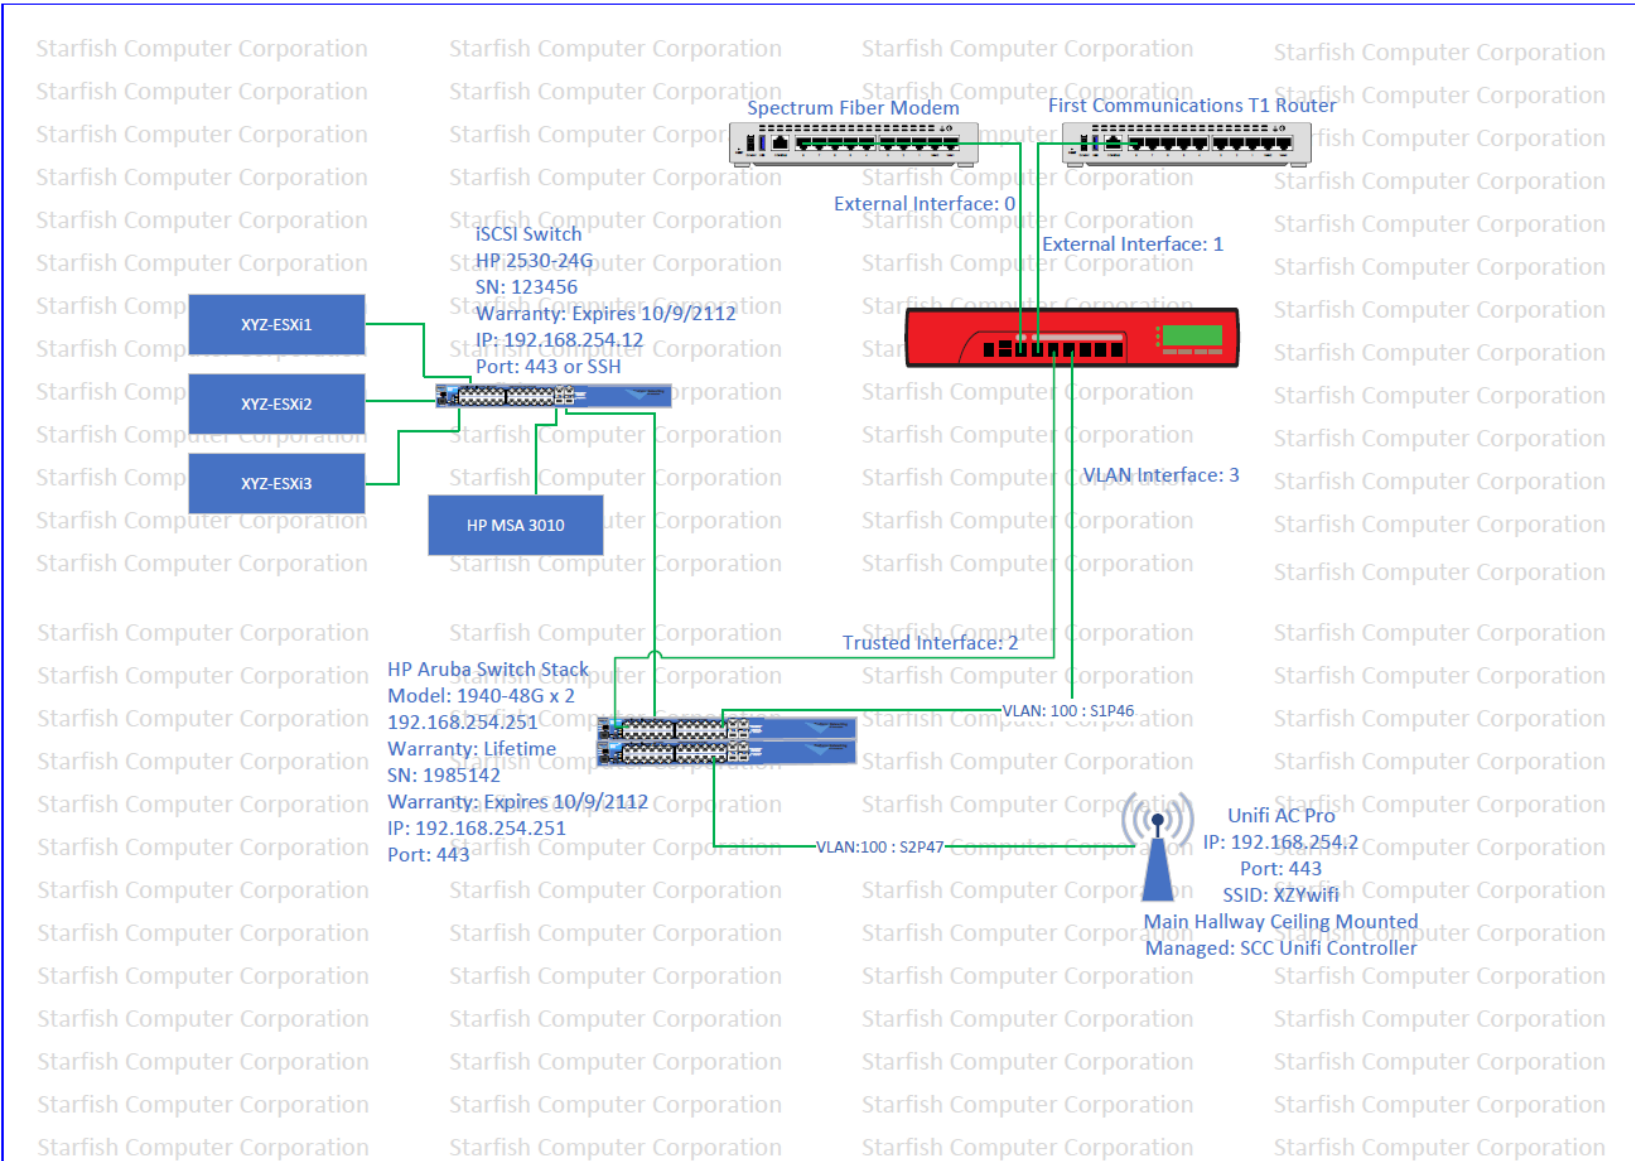 Spectrum Fiber Modem
First Communications T1 Router
External Interface: 0
External Interface: 1
iSCSI Switch
HP 2530-24G
SN: 123456
Warranty: Expires 10/9/2112
IP: 192.168.254.12
Port: 443 or SSH
XYZ-ESXi1
XYZ-ESXi2
XYZ-ESXi3
HP MSA 3010
VLAN Interface: 3
Trusted Interface: 2
HP Aruba Switch Stack
Model: 1940-48G x 2
192.168.254.251
Warranty: Lifetime
SN: 1985142
Warranty: Expires 10/9/2112
IP: 192.168.254.251
Port: 443
VLAN: 100 : S1P46
VLAN:100 : S2P47
Unifi AC Pro
IP: 192.168.254.2
Port: 443
SSID: XZYwifi
Main Hallway Ceiling Mounted
Managed: SCC Unifi Controller
Starfish Computer Corporation